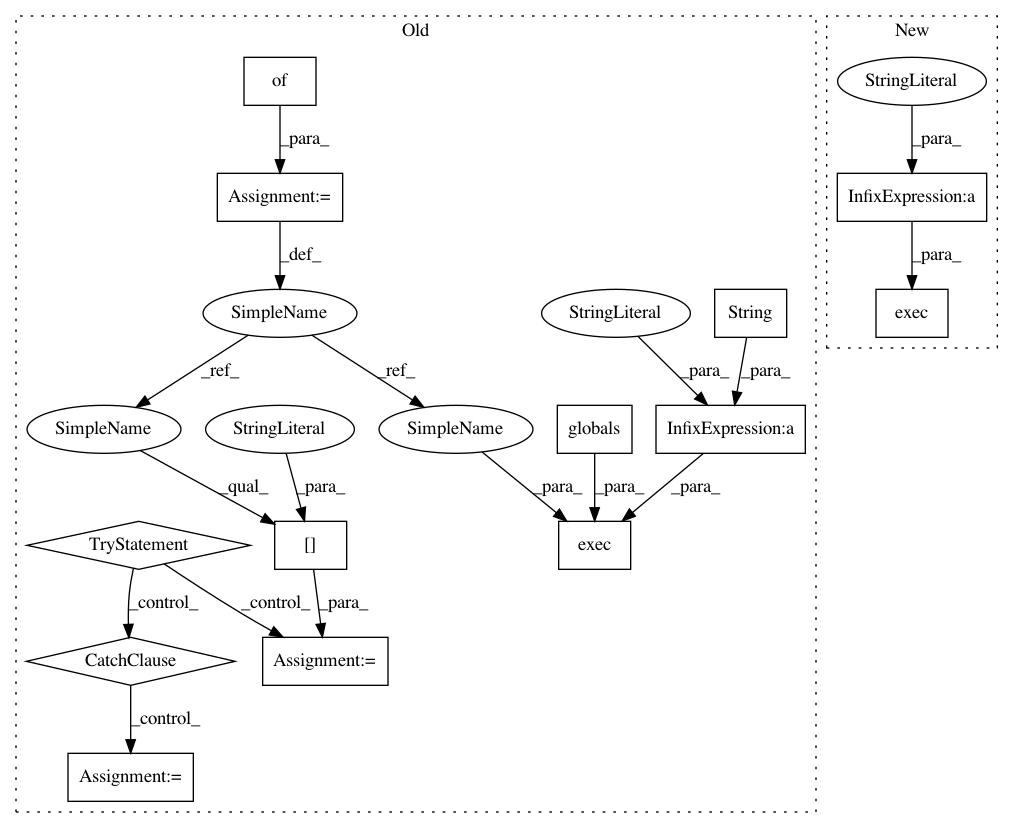 Old
New
of
StringLiteral
_para_
_para_
Assignment:=
InfixExpression:a
_def_
_para_
SimpleName
StringLiteral
String
exec
_ref_
_ref_
_para_
_para_
SimpleName
StringLiteral
SimpleName
globals
InfixExpression:a
_qual_
_para_
_para_
_para_
_para_
TryStatement
[]
exec
_control_
_control_
_para_
CatchClause
Assignment:=
_control_
Assignment:=